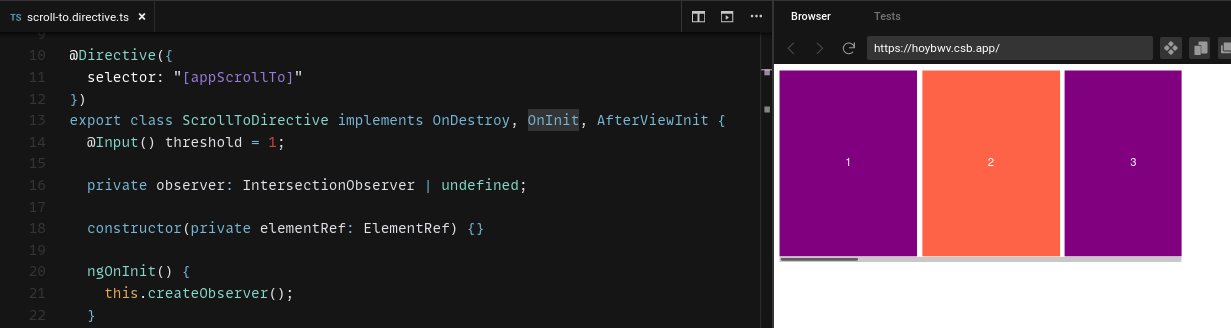 TS scroll-to.directive.ts ×
9
10 @Directive({
11 selector: "[appScrollTo]"
12 })
13 export class ScrollToDirective implements OnDestroy, OnInit, AfterViewInit {
14 @Input() threshold = 1;
15
16 private observer: IntersectionObserver | undefined;
17
18 constructor(private elementRef: ElementRef) {}
19
20 ngOnInit() {
21 this.createObserver();
22 }
Browser Tests
https://hoybwv.csb.app/
1 2 3